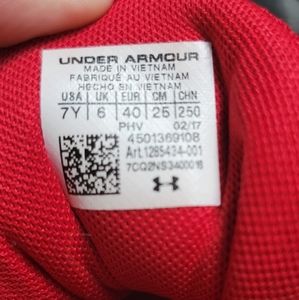 UNDER ARMOUR
MADE IN VIETNAM
FABRIQUÉ AU VIETNAM
HECHO EN VIETNAM
USA UK EUR CM CHN
7Y 6 40 25 250
PHV 02/17
4501369108
Art.1285434-001
7CQ2NS3400016